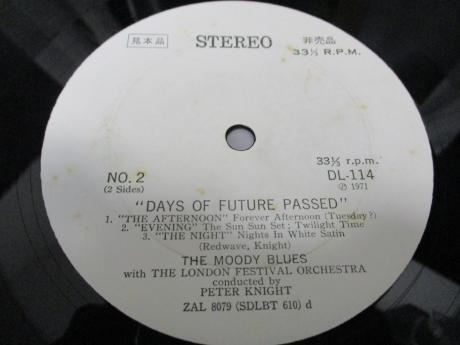 見本品 STEREO 非売品
33⅓ R.P.M.
NO. 2 33⅓ r.p.m.
(2 Sides) DL-114
Ⓟ 1971
"DAYS OF FUTURE PASSED"
1. "THE AFTERNOON" Forever Afternoon (Tuesday?)
2. "EVENING" The Sun Set; Twilight Time
3. "THE NIGHT" Nights In White Satin
(Redwave, Knight)
THE MOODY BLUES
with THE LONDON FESTIVAL ORCHESTRA
conducted by
PETER KNIGHT
ZAL 8079 (SDLBT 610) d